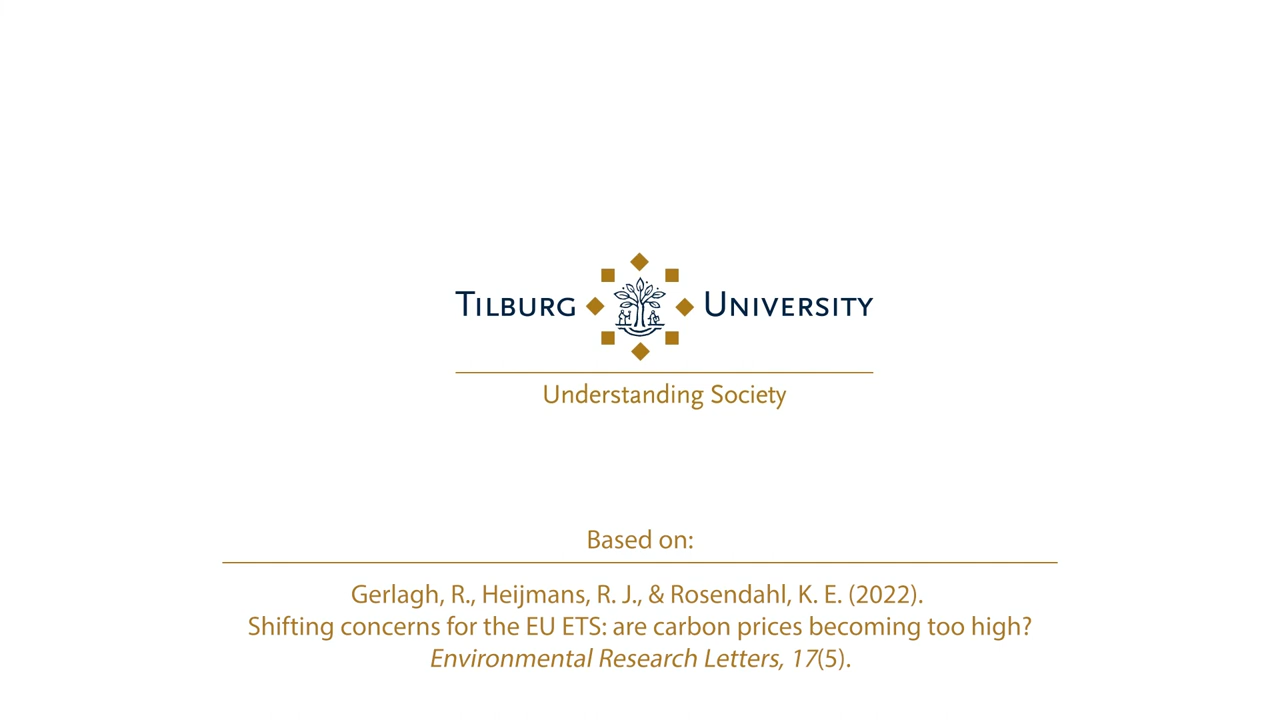 TILBURG UNIVERSITY
Understanding Society
Based on:
Gerlagh, R., Heijmans, R. J., & Rosendahl, K. E. (2022).
Shifting concerns for the EU ETS: are carbon prices becoming too high?
Environmental Research Letters, 17(5).